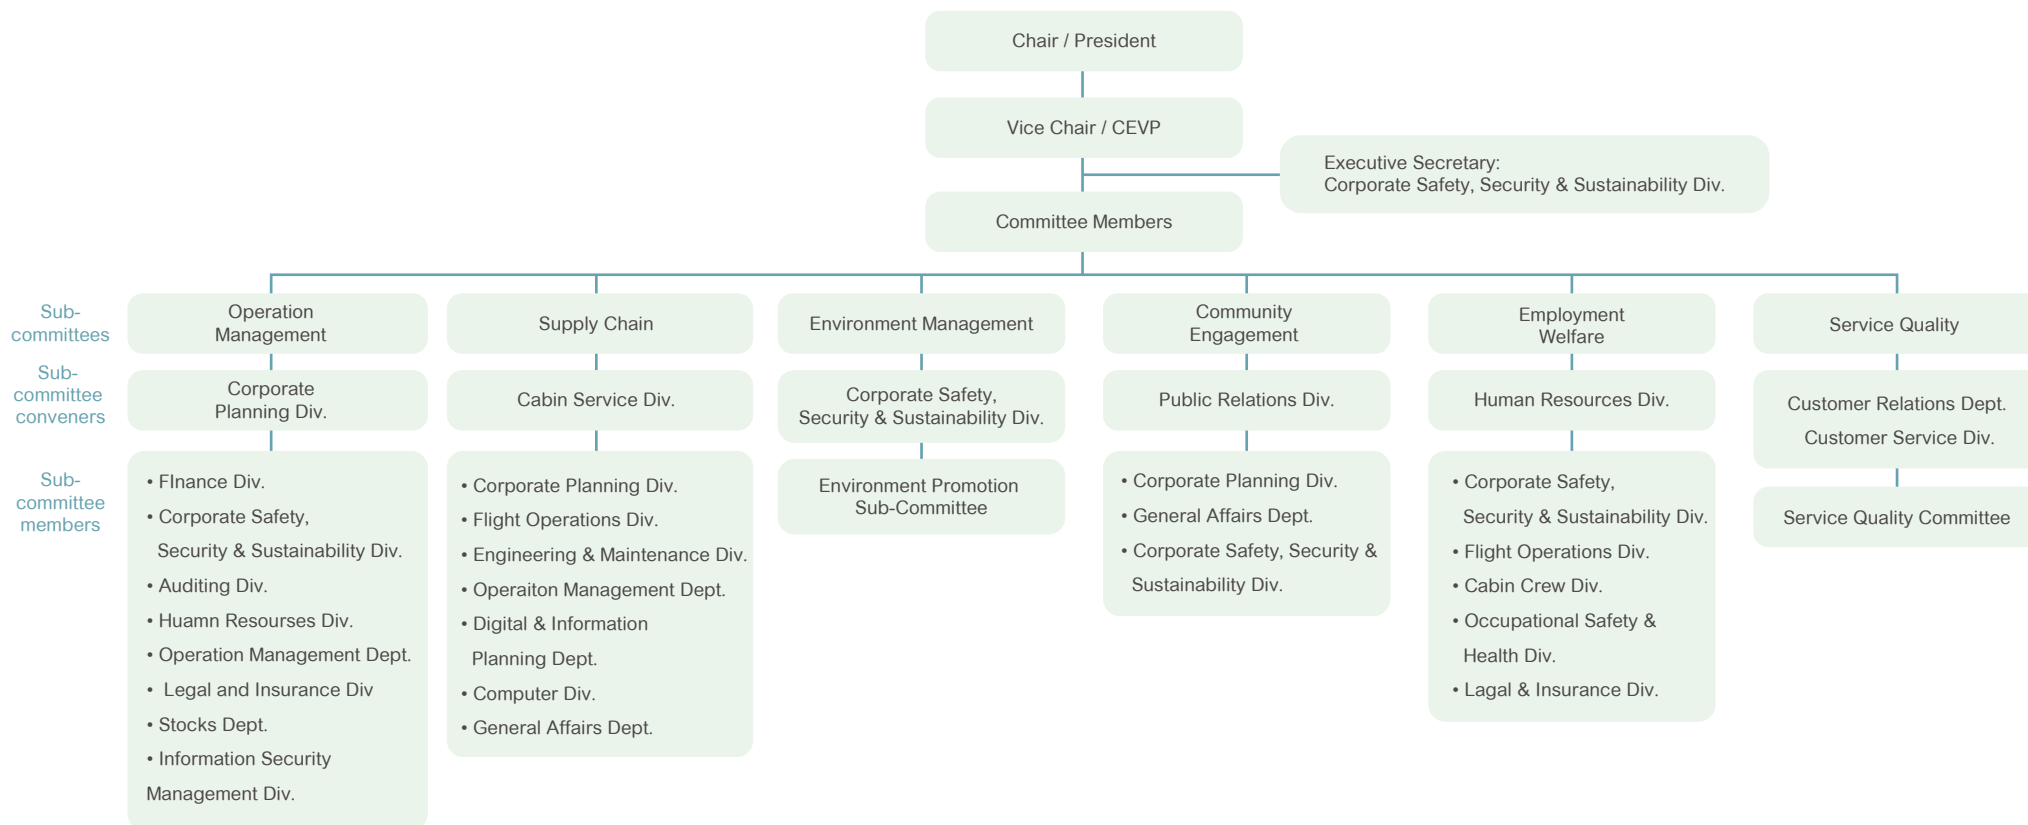 Chair / President
Vice Chair / CEVP
Executive Secretary:
Corporate Safety, Security & Sustainability Div.
Committee Members
Sub-
committees
Operation
Management
Supply Chain
Environment Management
Community
Engagement
Employment
Welfare
Service Quality
Sub-
committee
conveners
Corporate
Planning Div.
Cabin Service Div.
Corporate Safety,
Security & Sustainability Div.
Public Relations Div.
Human Resources Div.
Customer Relations Dept.
Customer Service Div.
Sub-
committee
members
• FInance Div.
• Corporate Safety,
Security & Sustainability Div.
• Auditing Div.
• Huamn Resourses Div.
• Operation Management Dept.
• Legal and Insurance Div
• Stocks Dept.
• Information Security
Management Div.
• Corporate Planning Div.
• Flight Operations Div.
• Engineering & Maintenance Div.
• Operaiton Management Dept.
• Digital & Information
Planning Dept.
• Computer Div.
• General Affairs Dept.
Environment Promotion
Sub-Committee
• Corporate Planning Div.
• General Affairs Dept.
• Corporate Safety, Security &
Sustainability Div.
• Corporate Safety,
Security & Sustainability Div.
• Flight Operations Div.
• Cabin Crew Div.
• Occupational Safety &
Health Div.
• Lagal & Insurance Div.
Service Quality Committee